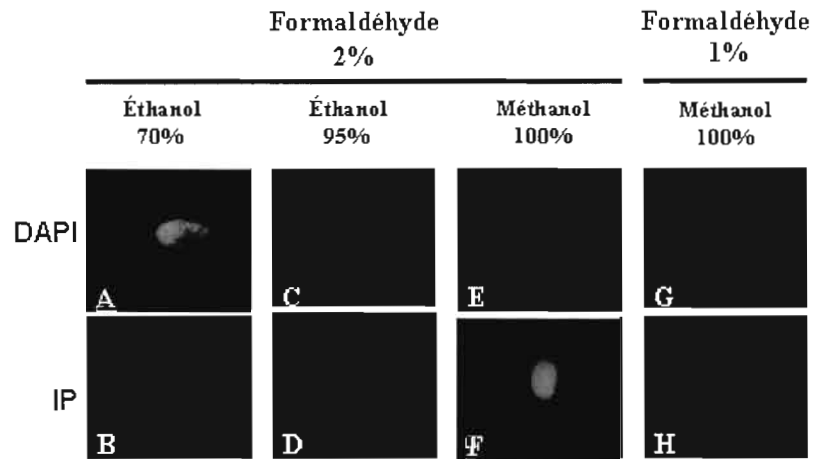 Formaldéhyde
2%
Formaldéhyde
1%
Éthanol
70%
Éthanol
95%
Méthanol
100%
Méthanol
100%
DAPI
A
C
E
G
IP
B
D
F
H